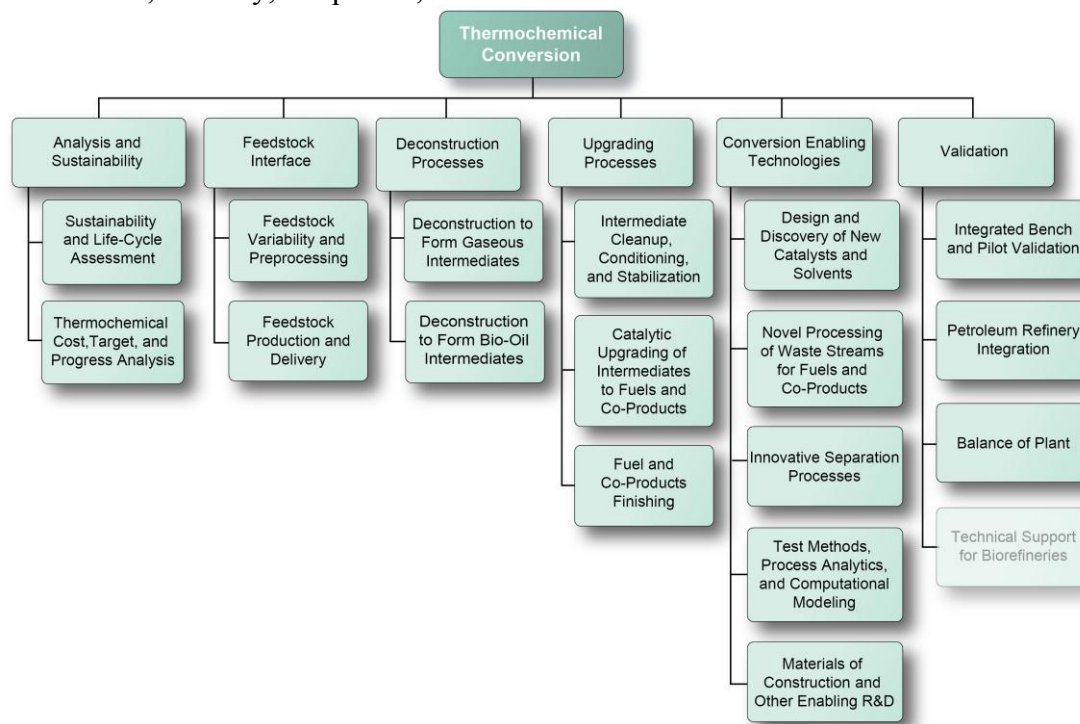 Thermochemical
Conversion
Analysis and
Sustainability
Sustainability
and Life-Cycle
Assessment
Thermochemical
Cost,Target, and
Progress Analysis
Feedstock
Interface
Feedstock
Variability and
Preprocessing
Feedstock
Production and
Delivery
Deconstruction
Processes
Deconstruction to
Form Gaseous
Intermediates
Deconstruction
to Form Bio-Oil
Intermediates
Upgrading
Processes
Intermediate
Cleanup,
Conditioning,
and Stabilization
Catalytic
Upgrading of
Intermediates
to Fuels and
Co-Products
Fuel and
Co-Products
Finishing
Conversion Enabling
Technologies
Design and
Discovery of New
Catalysts and
Solvents
Novel Processing
of Waste Streams
for Fuels and
Co-Products
Innovative Separation
Processes
Test Methods,
Process Analytics,
and Computational
Modeling
Materials of
Construction and
Other Enabling R&D
Validation
Integrated Bench
and Pilot Validation
Petroleum Refinery
Integration
Balance of Plant
Technical Support
for Biorefineries